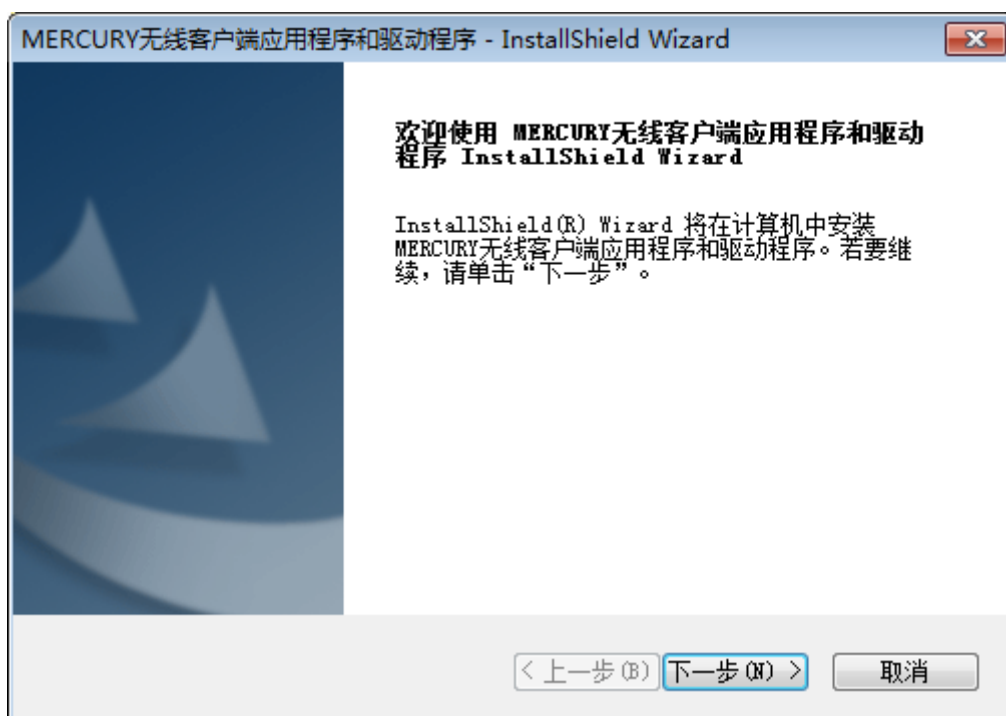 MERCURY无线客户端应用程序和驱动程序 - InstallShield Wizard
欢迎使用 MERCURY无线客户端应用程序和驱动
程序 InstallShield Wizard
InstallShield(R) Wizard 将在计算机中安装
MERCURY无线客户端应用程序和驱动程序。若要继
续，请单击“下一步”。
< 上一步(B) 下一步(N) > 取消